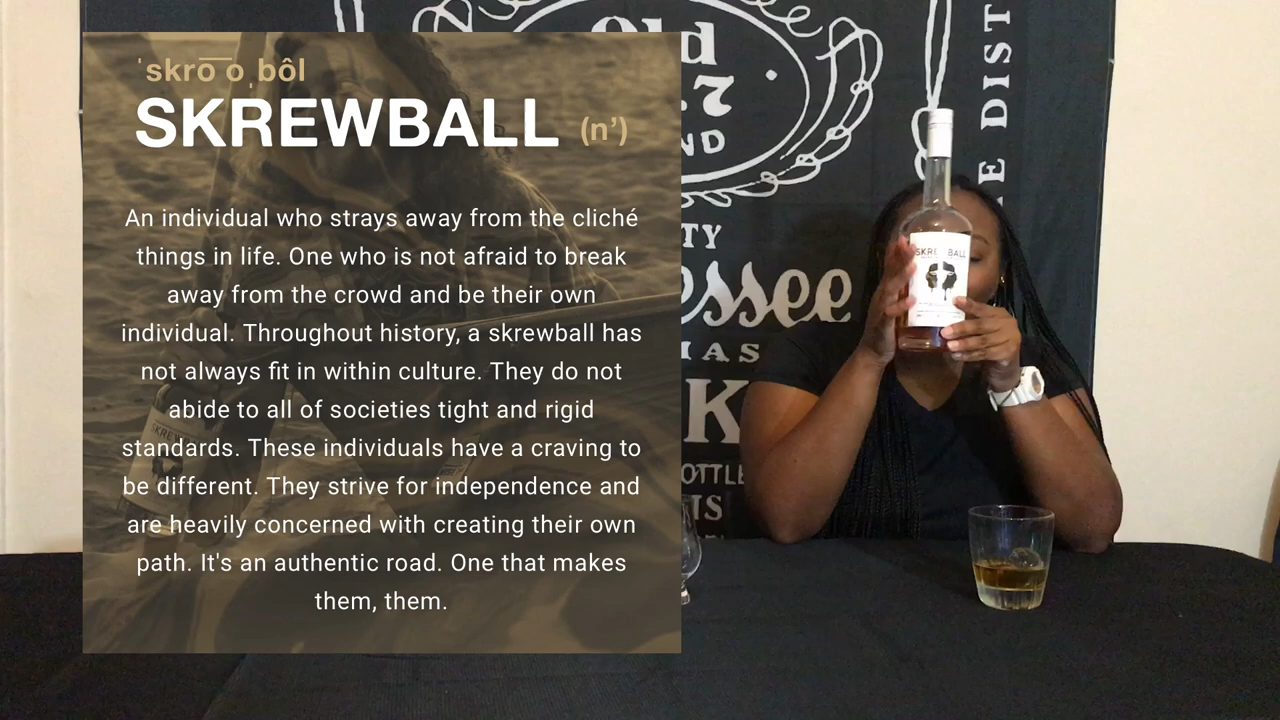 ˈskro͞oˌbôl
SKREWBALL (n’)
An individual who strays away from the cliché
things in life. One who is not afraid to break
away from the crowd and be their own
individual. Throughout history, a skrewball has
not always fit in within culture. They do not
abide to all of societies tight and rigid
standards. These individuals have a craving to
be different. They strive for independence and
are heavily concerned with creating their own
path. It's an authentic road. One that makes
them, them.
Old
7
ND
TY
ssee
IAS
K
OTTLE
IS
E DIST
SKREWBALL